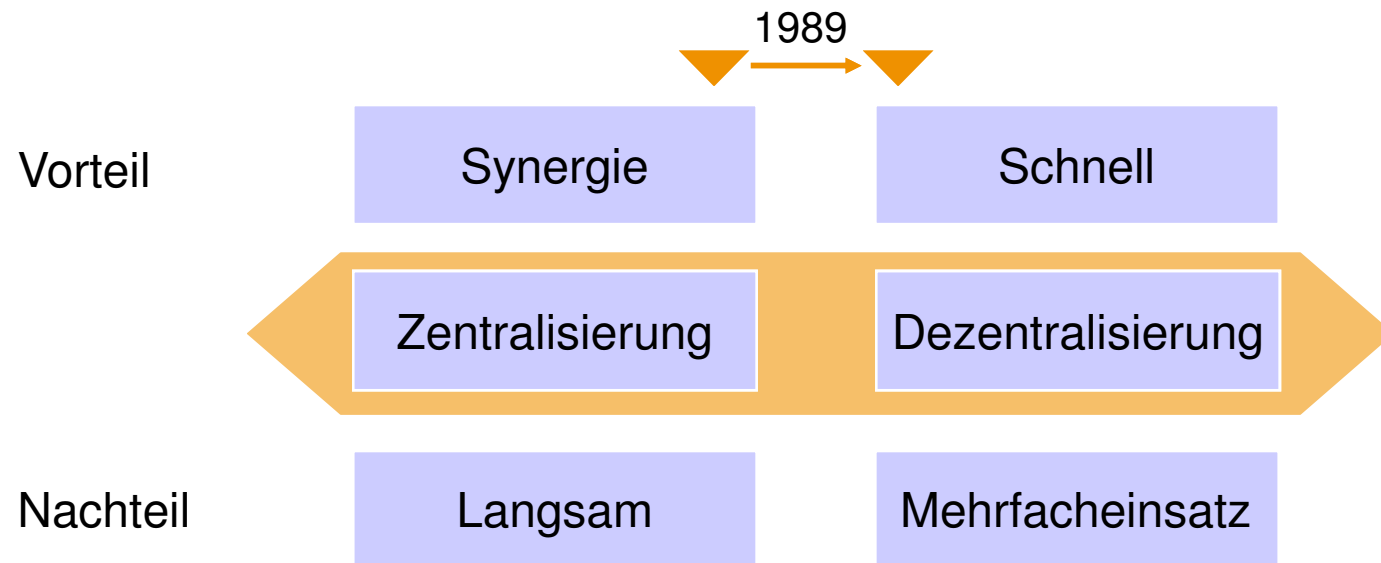 1989
Vorteil Synergie Schnell
Zentralisierung Dezentralisierung
Nachteil Langsam Mehrfacheinsatz